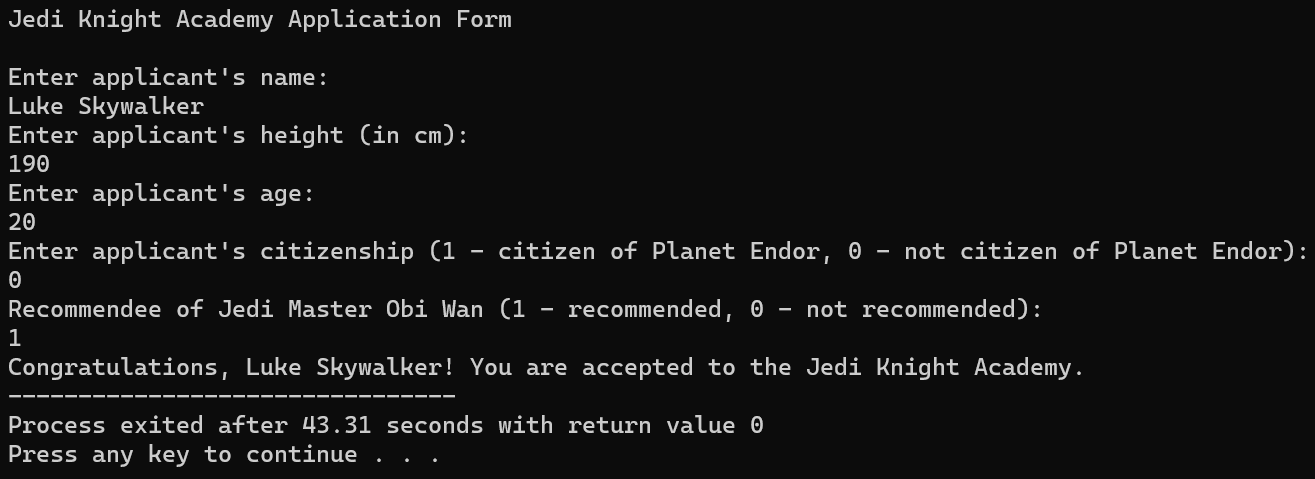 Jedi Knight Academy Application Form
Enter applicant's name:
Luke Skywalker
Enter applicant's height (in cm):
190
Enter applicant's age:
20
Enter applicant's citizenship (1 - citizen of Planet Endor, 0 - not citizen of Planet Endor):
0
Recommendee of Jedi Master Obi Wan (1 - recommended, 0 - not recommended):
1
Congratulations, Luke Skywalker! You are accepted to the Jedi Knight Academy.
--------------------------------
Process exited after 43.31 seconds with return value 0
Press any key to continue . . .